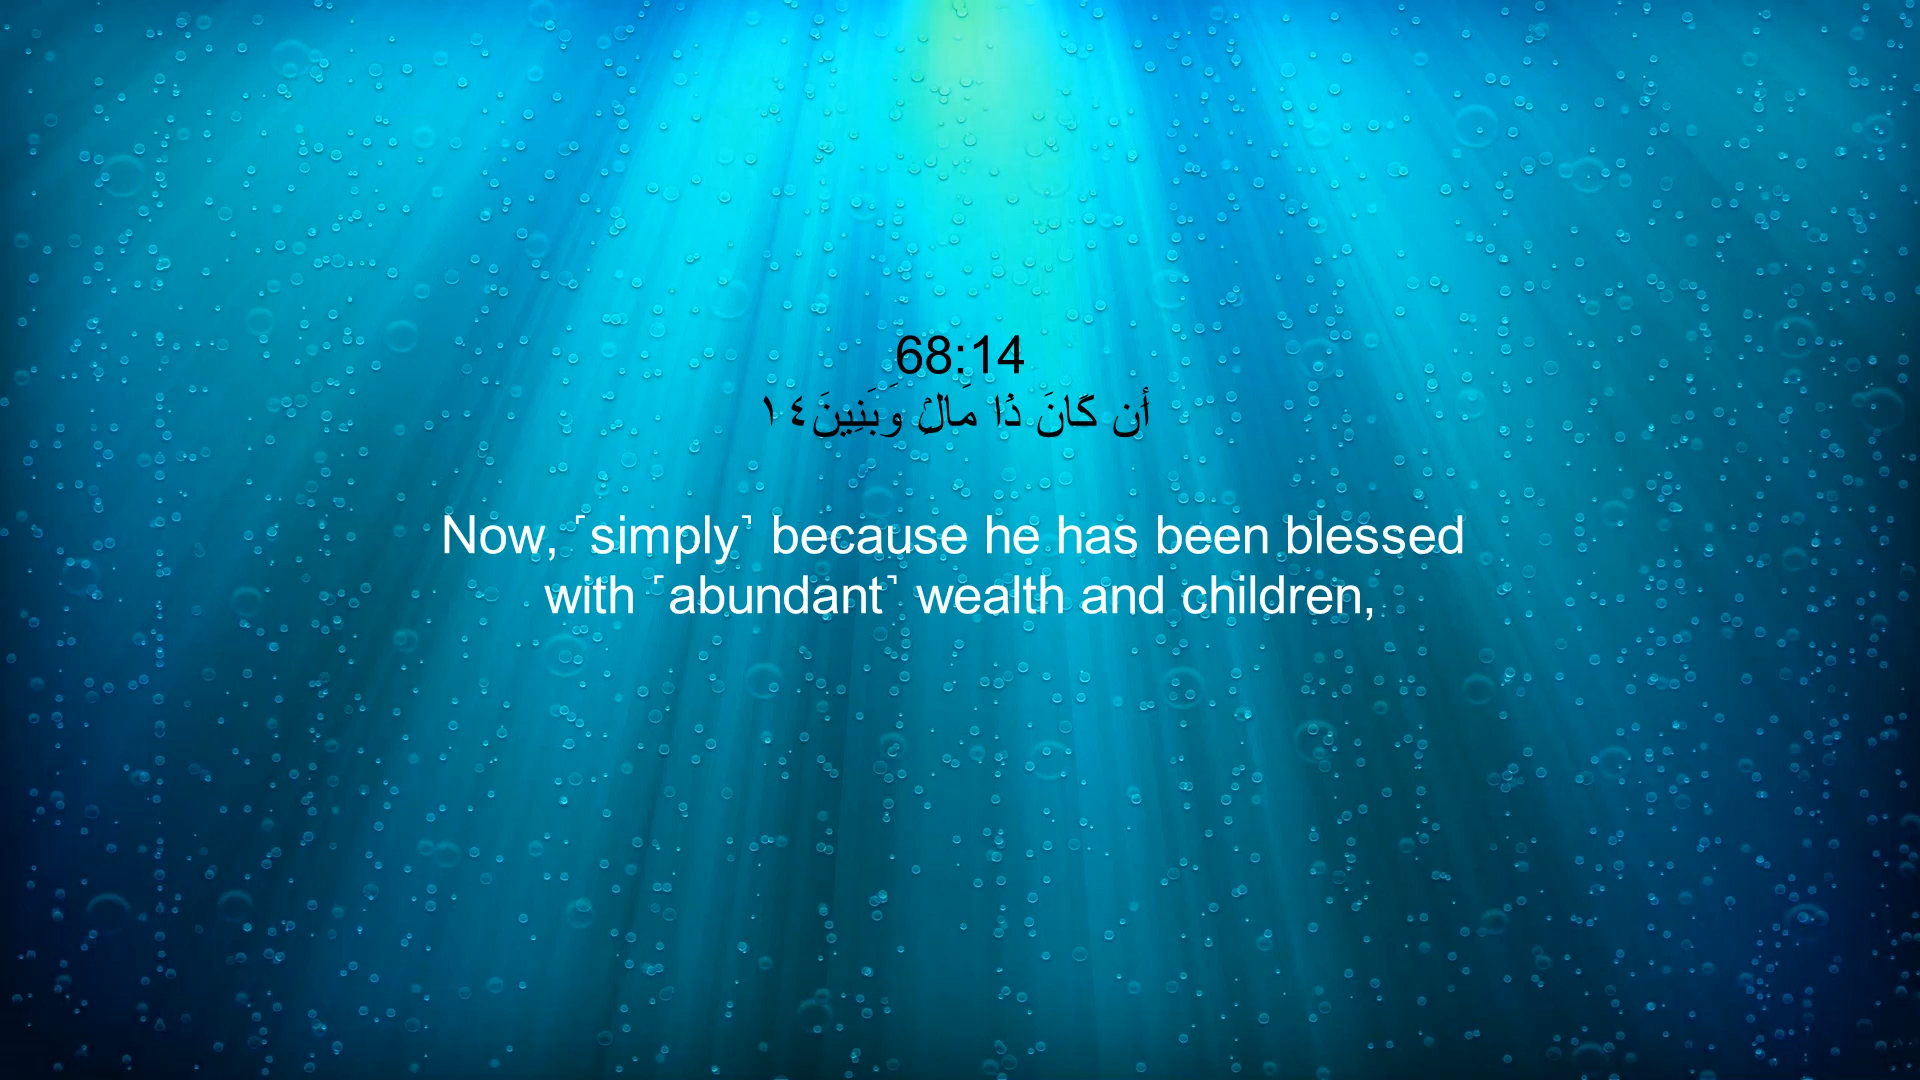 68:14
أَن كَانَ ذَا مَالٖ وَبَنِينَ١٤
Now, ˹simply˺ because he has been blessed
with ˹abundant˺ wealth and children,